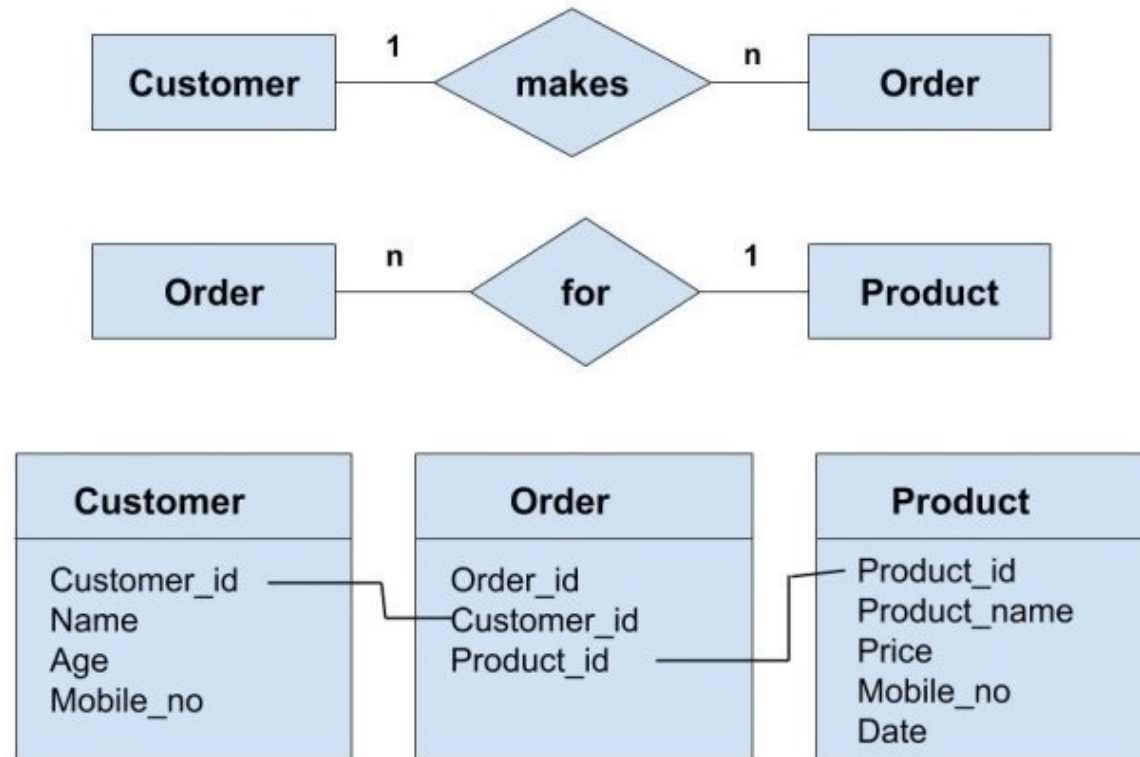 Customer 1 makes n Order
Order n for 1 Product
Customer
Customer_id
Name
Age
Mobile_no
Order
Order_id
Customer_id
Product_id
Product
Product_id
Product_name
Price
Mobile_no
Date